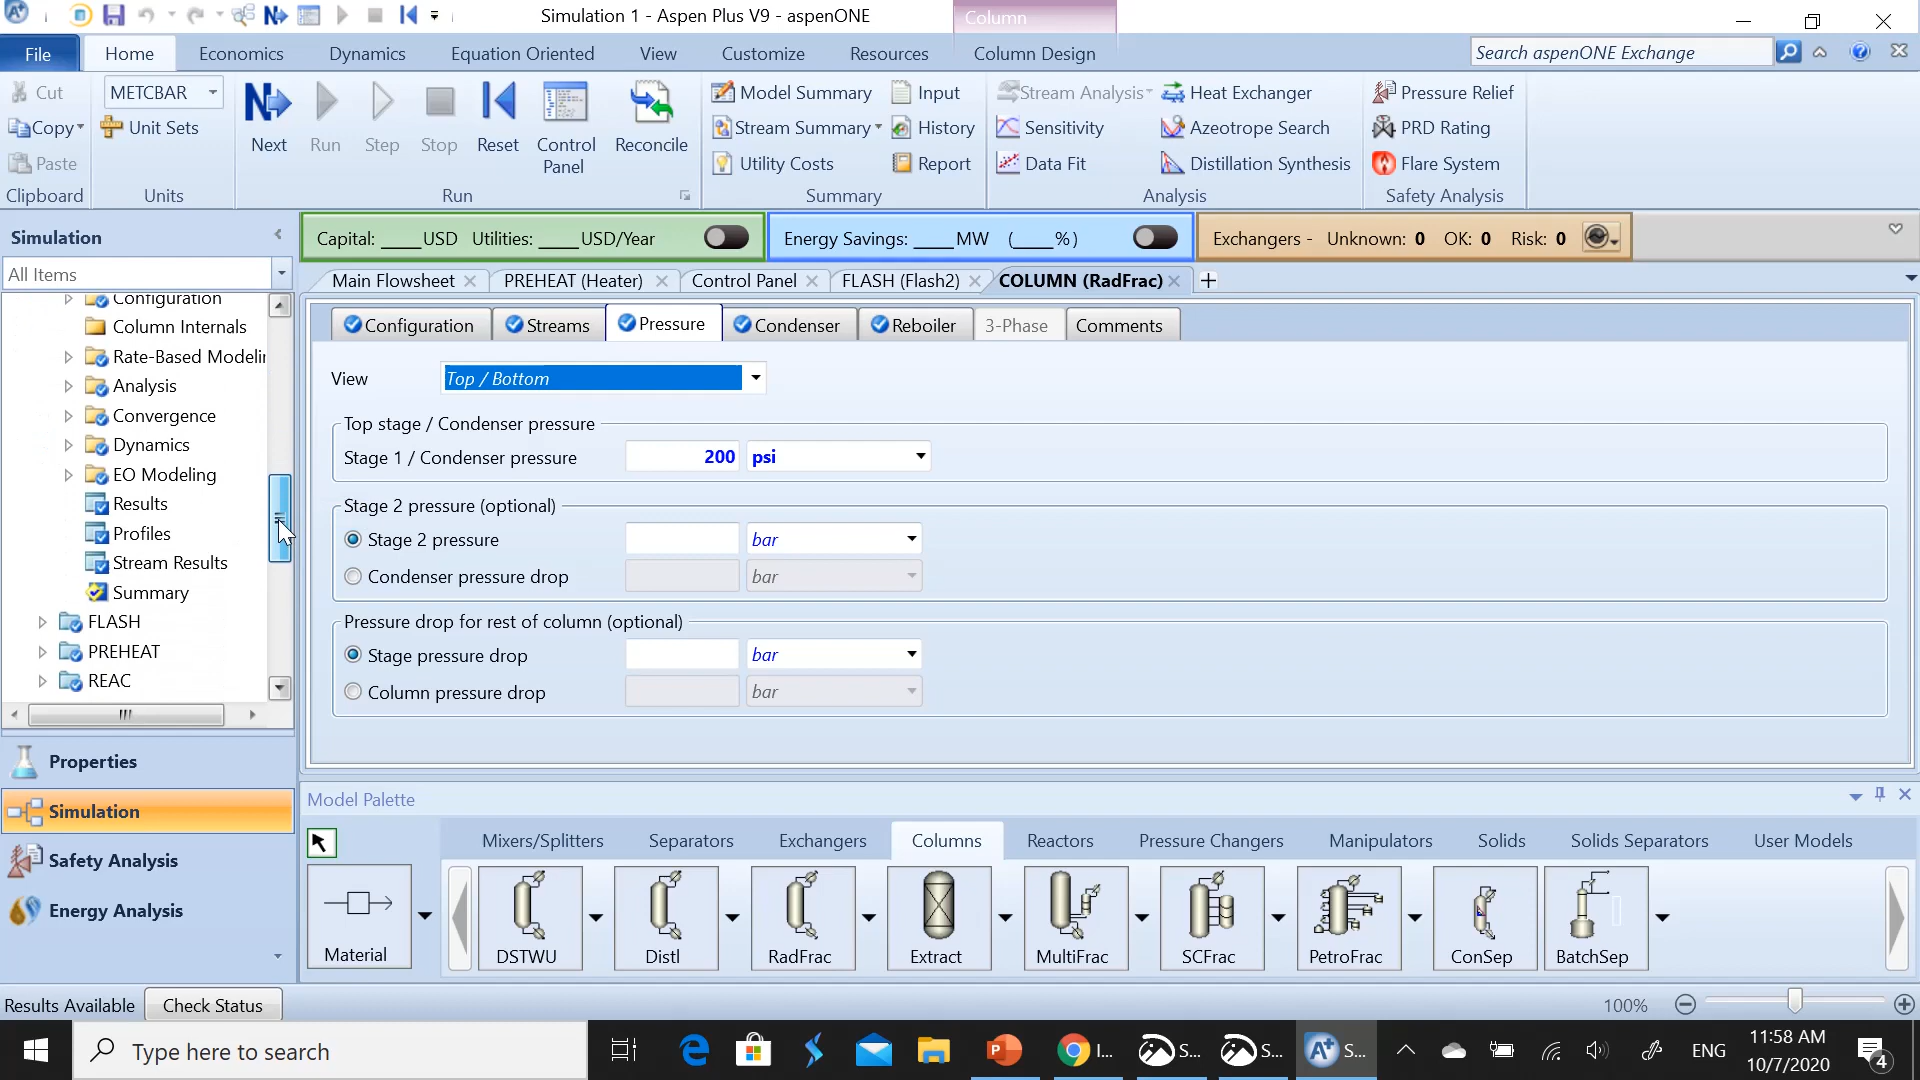 Simulation 1 - Aspen Plus V9 - aspenONE
Column
File
Home
Economics
Dynamics
Equation Oriented
View
Customize
Resources
Column Design
Search aspenONE Exchange
Cut
Copy
Paste
Clipboard
METCBAR
Unit Sets
Units
Next
Run
Step
Stop
Reset
Control Panel
Reconcile
Run
Model Summary
Stream Summary
Utility Costs
Input
History
Report
Summary
Stream Analysis
Sensitivity
Data Fit
Heat Exchanger
Azeotrope Search
Distillation Synthesis
Analysis
Pressure Relief
PRD Rating
Flare System
Safety Analysis
Simulation
Capital: ____USD Utilities: ____USD/Year
Energy Savings: ____MW (____%)
Exchangers - Unknown: 0 OK: 0 Risk: 0
All Items
Main Flowsheet
PREHEAT (Heater)
Control Panel
FLASH (Flash2)
COLUMN (RadFrac)
Configuration
Column Internals
Rate-Based Modelin
Analysis
Convergence
Dynamics
EO Modeling
Results
Profiles
Stream Results
Summary
FLASH
PREHEAT
REAC
Configuration
Streams
Pressure
Condenser
Reboiler
3-Phase
Comments
View
Top / Bottom
Top stage / Condenser pressure
Stage 1 / Condenser pressure 200 psi
Stage 2 pressure (optional)
Stage 2 pressure bar
Condenser pressure drop bar
Pressure drop for rest of column (optional)
Stage pressure drop bar
Column pressure drop bar
Properties
Simulation
Safety Analysis
Energy Analysis
Model Palette
Mixers/Splitters
Separators
Exchangers
Columns
Reactors
Pressure Changers
Manipulators
Solids
Solids Separators
User Models
Material
DSTWU
Distl
RadFrac
Extract
MultiFrac
SCFrac
PetroFrac
ConSep
BatchSep
Results Available
Check Status
100%
Type here to search
I...
S...
S...
S...
ENG
11:58 AM
10/7/2020
4